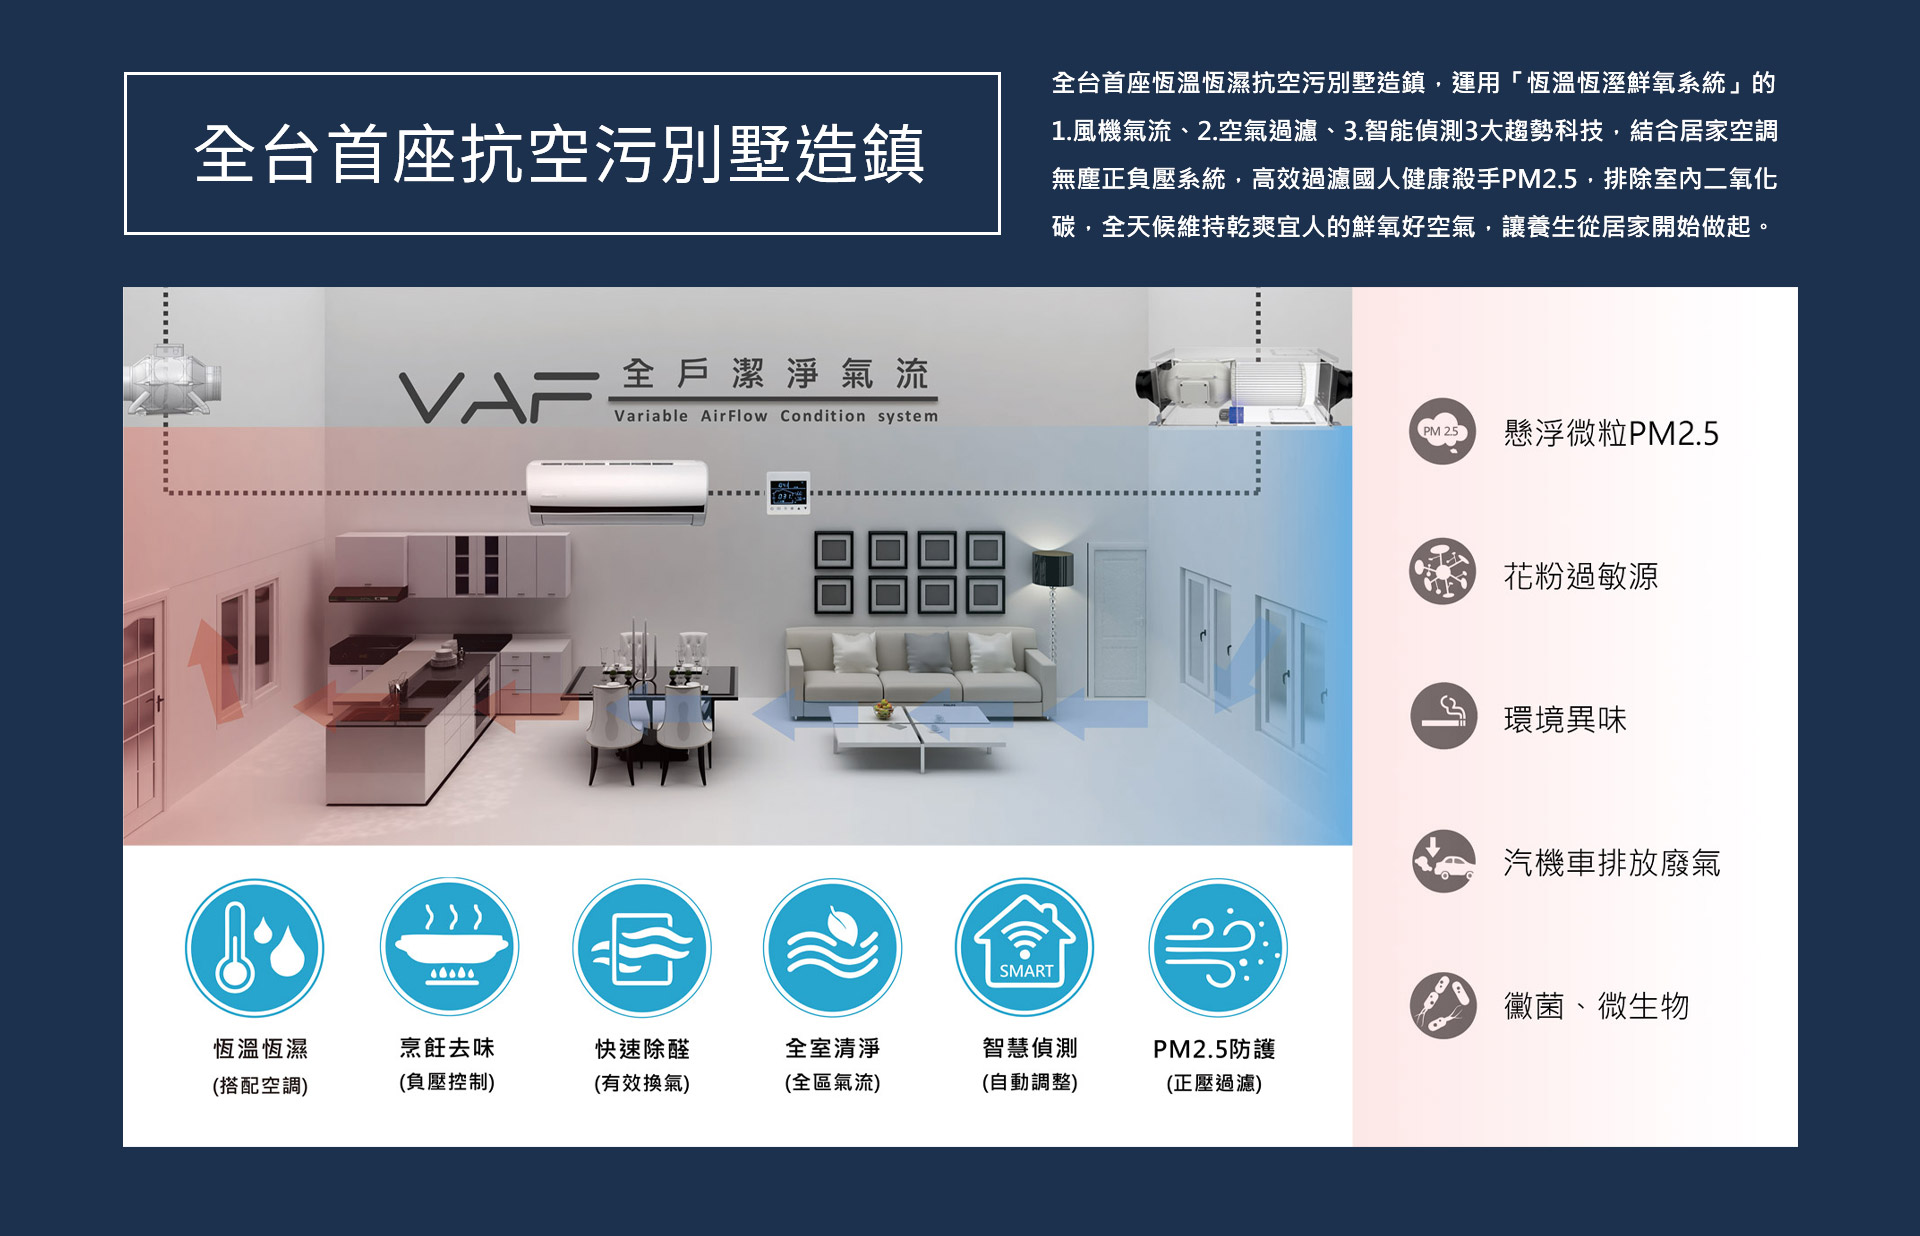 全台首座抗空污別墅造鎮
全台首座恆溫恆濕抗空污別墅造鎮，運用「恆溫恆溼鮮氧系統」的
1.風機氣流、2.空氣過濾、3.智能偵測3大趨勢科技，結合居家空調
無塵正負壓系統，高效過濾國人健康殺手PM2.5，排除室內二氧化
碳，全天候維持乾爽宜人的鮮氧好空氣，讓養生從居家開始做起。
VAF 全戶潔淨氣流
Variable AirFlow Condition system
PM 2.5
懸浮微粒PM2.5
花粉過敏源
環境異味
汽機車排放廢氣
黴菌、微生物
恆溫恆濕
(搭配空調)
烹飪去味
(負壓控制)
快速除醛
(有效換氣)
全室清淨
(全區氣流)
SMART
智慧偵測
(自動調整)
PM2.5防護
(正壓過濾)